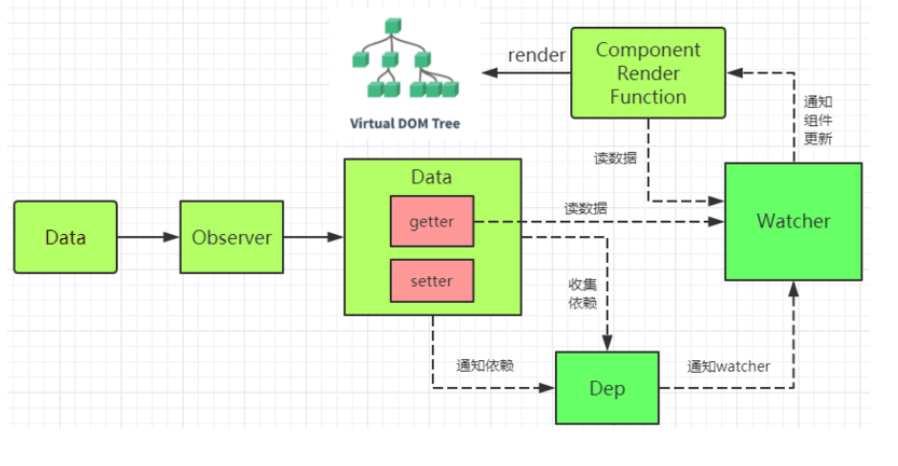 render
Component
Render
Function
Virtual DOM Tree
通知
组件
更新
读数据
Data
getter
读数据
Watcher
Data
Observer
setter
收集
依赖
通知依赖
Dep
通知watcher